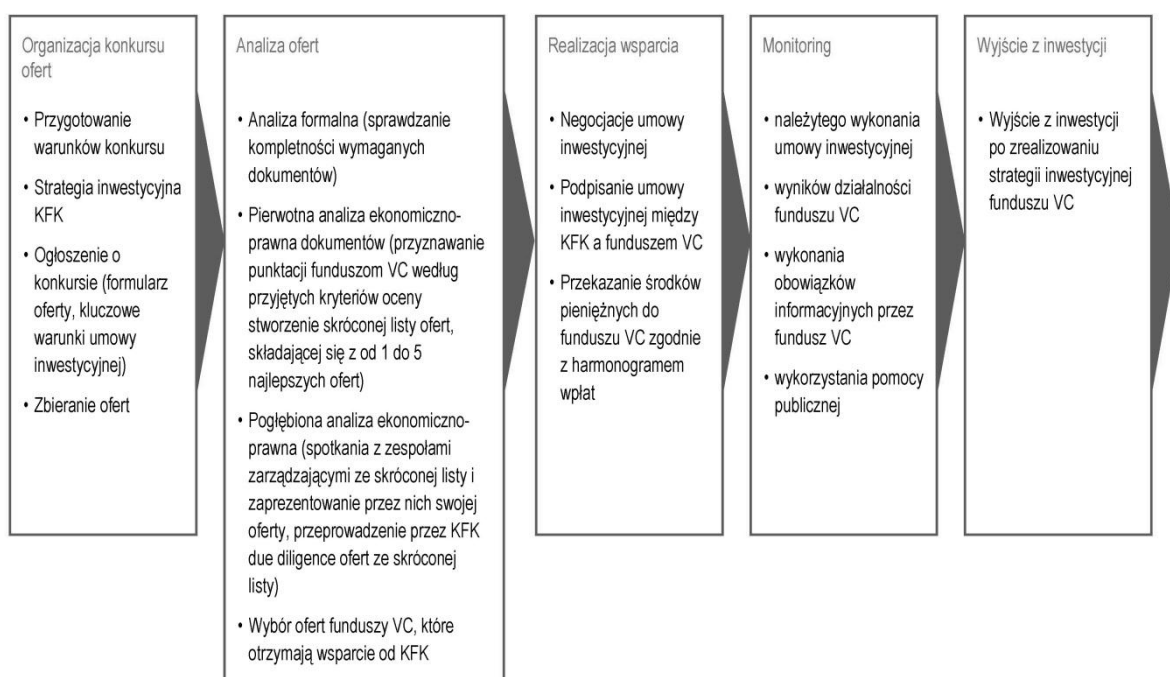 Organizacja konkursu
ofert
• Przygotowanie
warunków konkursu
• Strategia inwestycyjna
KFK
• Ogłoszenie o
konkursie (formularz
oferty, kluczowe
warunki umowy
inwestycyjnej)
• Zbieranie ofert
Analiza ofert
• Analiza formalna (sprawdzanie
kompletności wymaganych
dokumentów)
• Pierwotna analiza ekonomiczno-
prawna dokumentów (przyznawanie
punktacji funduszom VC według
przyjętych kryteriów oceny
stworzenie skróconej listy ofert,
składającej się z od 1 do 5
najlepszych ofert)
• Pogłębiona analiza ekonomiczno-
prawna (spotkania z zespołami
zarządzającymi ze skróconej listy i
zaprezentowanie przez nich swojej
oferty, przeprowadzenie przez KFK
due diligence ofert ze skróconej
listy)
• Wybór ofert funduszy VC, które
otrzymają wsparcie od KFK
Realizacja wsparcia
• Negocjacje umowy
inwestycyjnej
• Podpisanie umowy
inwestycyjnej między
KFK a funduszem VC
• Przekazanie środków
pieniężnych do
funduszu VC zgodnie
z harmonogramem
wpłat
Monitoring
• należytego wykonania
umowy inwestycyjnej
• wyników działalności
funduszu VC
• wykonania
obowiązków
informacyjnych przez
fundusz VC
• wykorzystania pomocy
publicznej
Wyjście z inwestycji
• Wyjście z inwestycji
po zrealizowaniu
strategii inwestycyjnej
funduszu VC